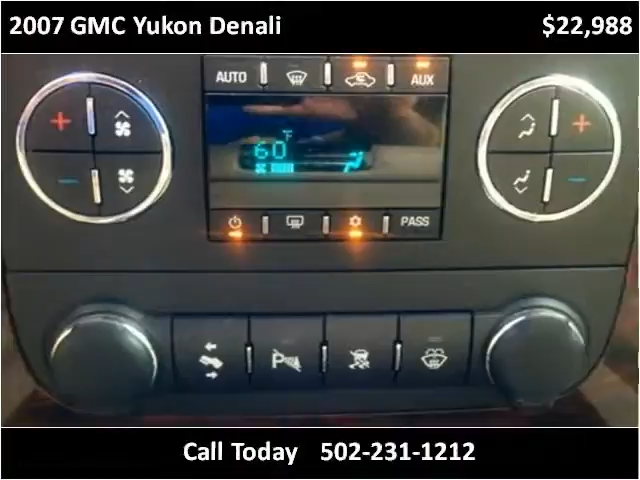 2007 GMC Yukon Denali $22,988
AUTO AUX
60°F
PASS
P
Call Today 502-231-1212